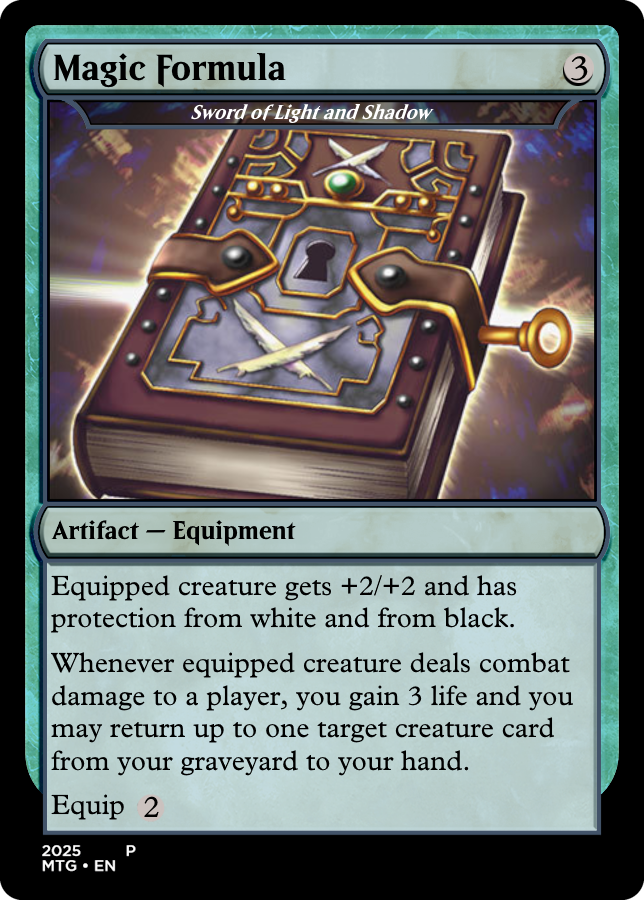 Magic Formula 3
Sword of Light and Shadow
Artifact — Equipment
Equipped creature gets +2/+2 and has
protection from white and from black.
Whenever equipped creature deals combat
damage to a player, you gain 3 life and you
may return up to one target creature card
from your graveyard to your hand.
Equip 2
2025 P
MTG • EN